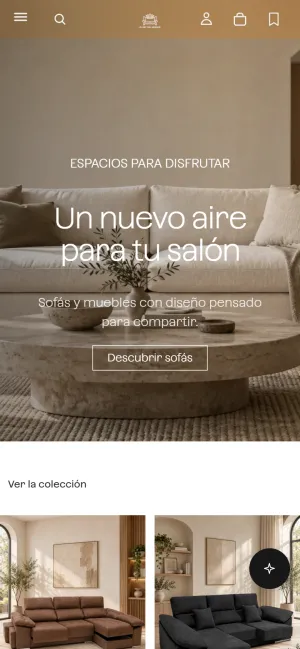 ESPACIOS PARA DISFRUTAR
Un nuevo aire
para tu salón
Sofás y muebles con diseño pensado
para compartir.
Descubrir sofás
Ver la colección